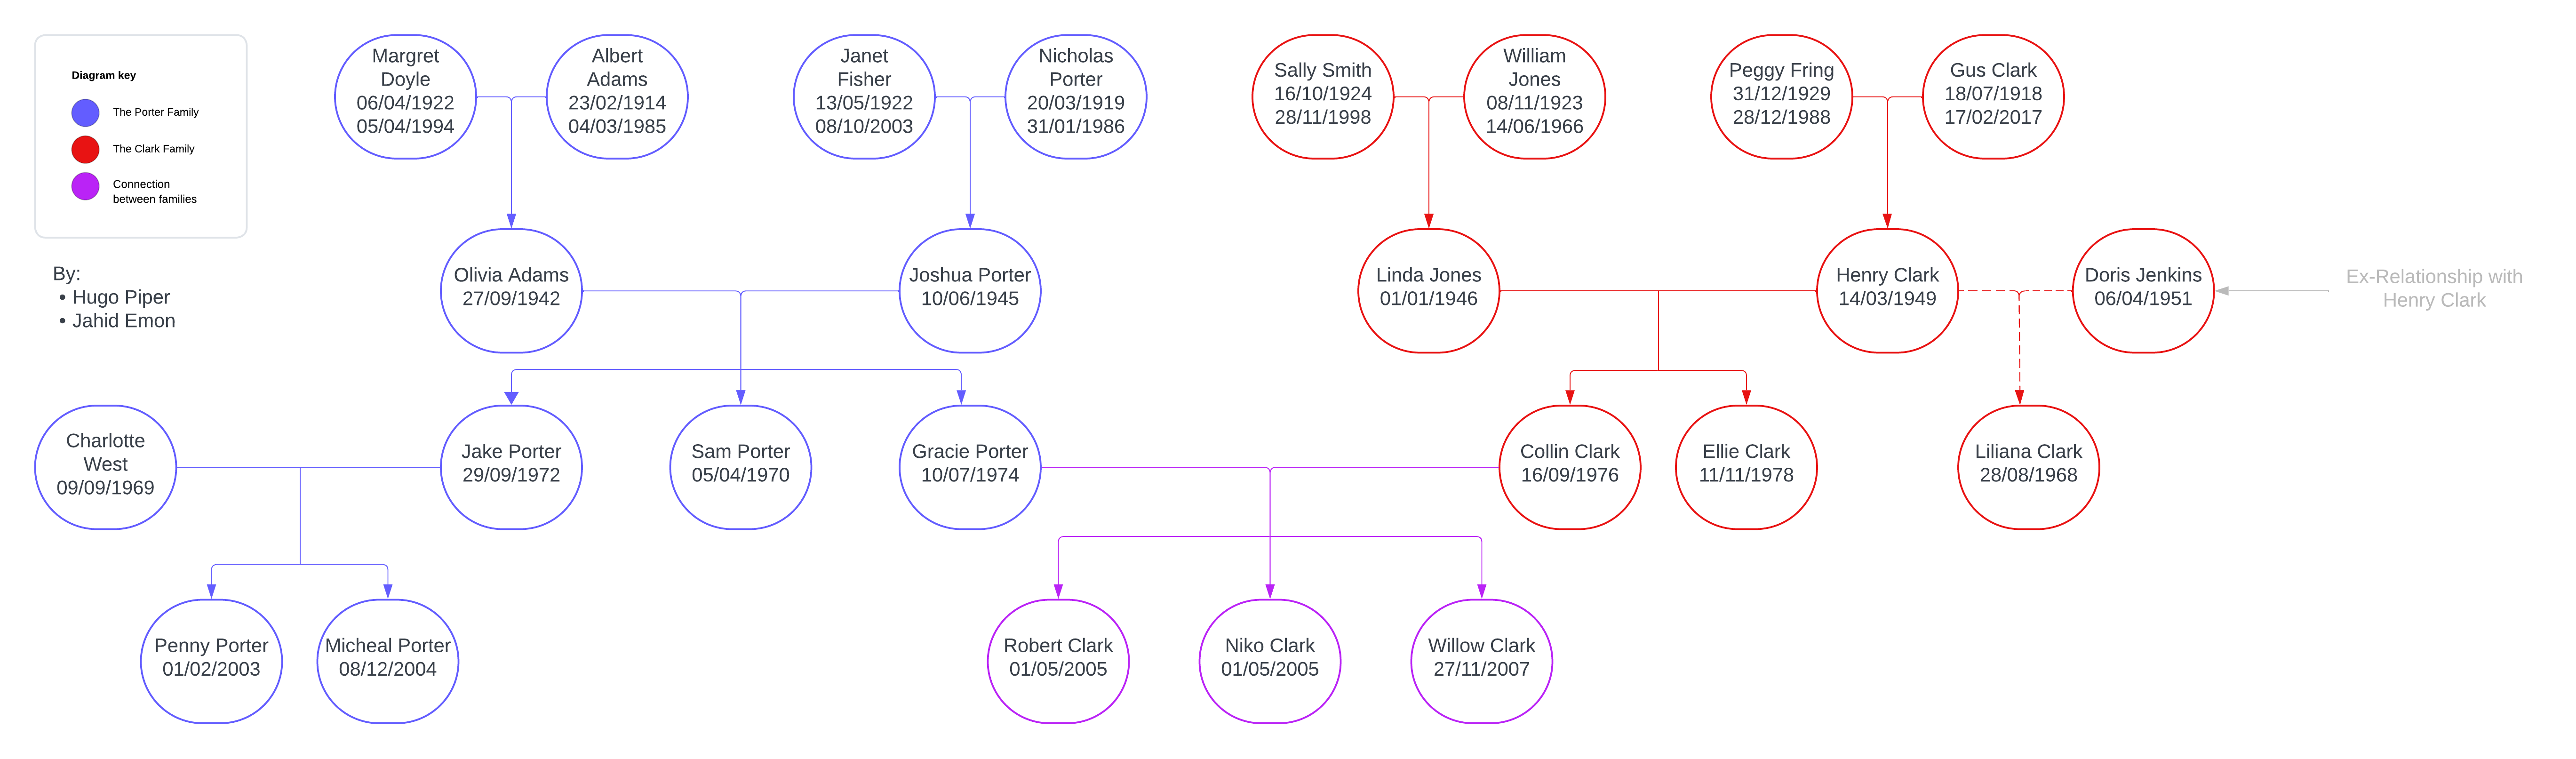 Diagram key
The Porter Family
The Clark Family
Connection
between families
By:
• Hugo Piper
• Jahid Emon
Margret
Doyle
06/04/1922
05/04/1994
Albert
Adams
23/02/1914
04/03/1985
Janet
Fisher
13/05/1922
08/10/2003
Nicholas
Porter
20/03/1919
31/01/1986
Sally Smith
16/10/1924
28/11/1998
William
Jones
08/11/1923
14/06/1966
Peggy Fring
31/12/1929
28/12/1988
Gus Clark
18/07/1918
17/02/2017
Olivia Adams
27/09/1942
Joshua Porter
10/06/1945
Linda Jones
01/01/1946
Henry Clark
14/03/1949
Doris Jenkins
06/04/1951
Ex-Relationship with
Henry Clark
Charlotte
West
09/09/1969
Jake Porter
29/09/1972
Sam Porter
05/04/1970
Gracie Porter
10/07/1974
Collin Clark
16/09/1976
Ellie Clark
11/11/1978
Liliana Clark
28/08/1968
Penny Porter
01/02/2003
Micheal Porter
08/12/2004
Robert Clark
01/05/2005
Niko Clark
01/05/2005
Willow Clark
27/11/2007